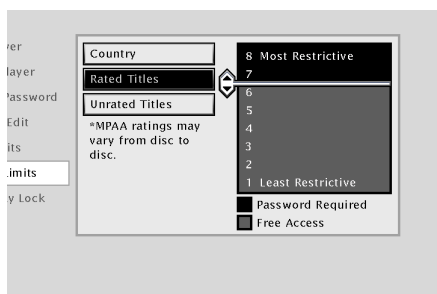 ver
layer
Password
Edit
its
imits
y Lock
Country
Rated Titles
Unrated Titles
*MPAA ratings may
vary from disc to
disc.
8 Most Restrictive
7
6
5
4
3
2
1 Least Restrictive
Password Required
Free Access